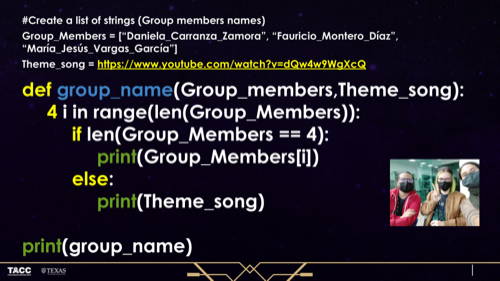 #Create a list of strings (Group members names)
Group_Members = [“Daniela_Carranza_Zamora”, “Fauricio_Montero_Díaz”,
“María_Jesús_Vargas_García”]
Theme_song = https://www.youtube.com/watch?v=dQw4w9WgXcQ
def group_name(Group_members,Theme_song):
4 i in range(len(Group_Members)):
if len(Group_Members == 4):
print(Group_Members[i])
else:
print(Theme_song)
print(group_name)
TACC TEXAS